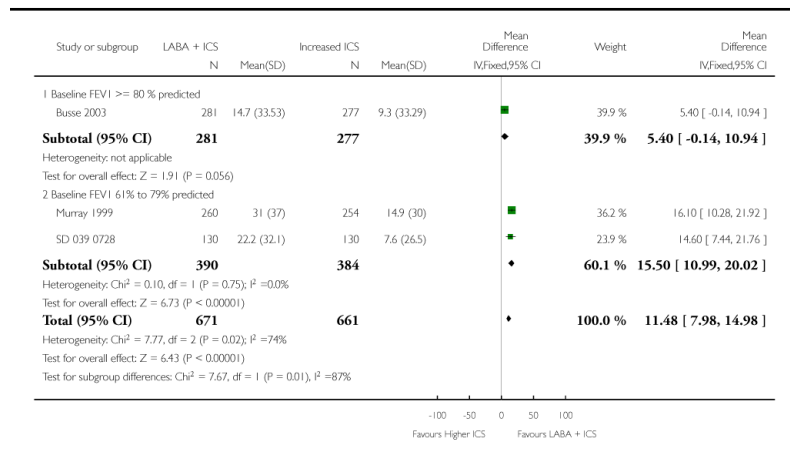 Study or subgroup LABA + ICS Increased ICS Mean Difference Weight Mean Difference
N Mean(SD) N Mean(SD) IV,Fixed,95% CI IV,Fixed,95% CI
1 Baseline FEV1 >= 80 % predicted
Busse 2003 281 14.7 (33.53) 277 9.3 (33.29) 39.9 % 5.40 [ -0.14, 10.94 ]
Subtotal (95% CI) 281 277 39.9 % 5.40 [ -0.14, 10.94 ]
Heterogeneity: not applicable
Test for overall effect: Z = 1.91 (P = 0.056)
2 Baseline FEV1 61% to 79% predicted
Murray 1999 260 31 (37) 254 14.9 (30) 36.2 % 16.10 [ 10.28, 21.92 ]
SD 039 0728 130 22.2 (32.1) 130 7.6 (26.5) 23.9 % 14.60 [ 7.44, 21.76 ]
Subtotal (95% CI) 390 384 60.1 % 15.50 [ 10.99, 20.02 ]
Heterogeneity: Chi² = 0.10, df = 1 (P = 0.75); I² =0.0%
Test for overall effect: Z = 6.73 (P < 0.00001)
Total (95% CI) 671 661 100.0 % 11.48 [ 7.98, 14.98 ]
Heterogeneity: Chi² = 7.77, df = 2 (P = 0.02); I² =74%
Test for overall effect: Z = 6.43 (P < 0.00001)
Test for subgroup differences: Chi² = 7.67, df = 1 (P = 0.01), I² =87%
-100 -50 0 50 100
Favours Higher ICS Favours LABA + ICS